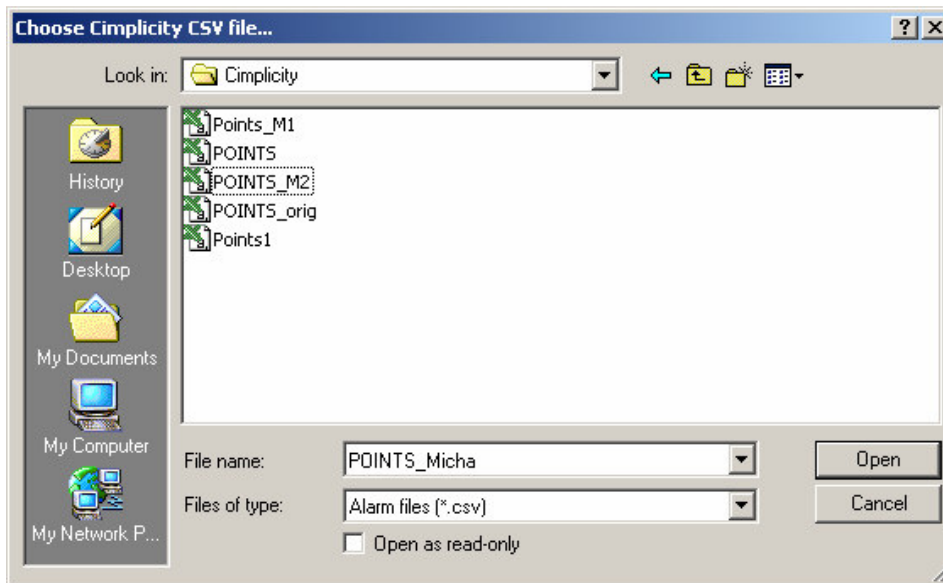 Choose Cimplicity CSV file...
Look in: Cimplicity
Points_M1
POINTS
POINTS_M2
POINTS_orig
Points1
History
Desktop
My Documents
My Computer
My Network P...
File name: POINTS_Micha Open
Files of type: Alarm files (*.csv) Cancel
Open as read-only